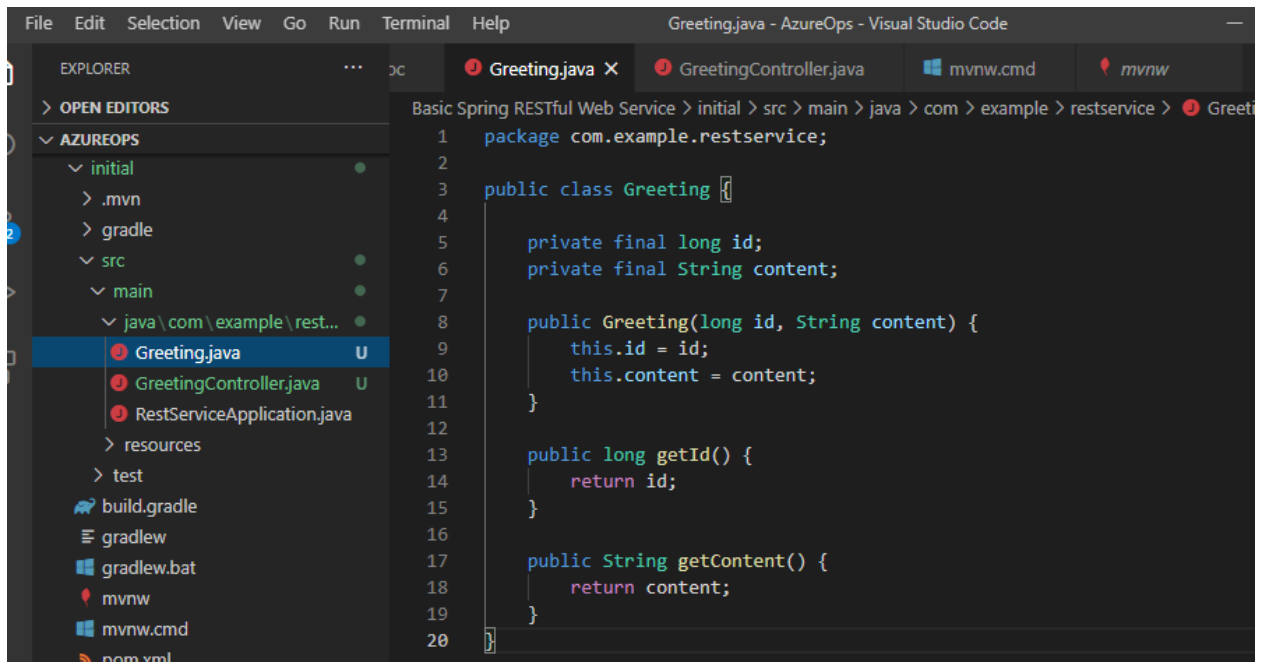 File Edit Selection View Go Run Terminal Help Greeting.java - AzureOps - Visual Studio Code
EXPLORER ···
Greeting.java GreetingController.java mvnw.cmd mvnw
OPEN EDITORS
AZUREOPS
initial
.mvn
gradle
src
main
java\com\example\rest...
Greeting.java U
GreetingController.java U
RestServiceApplication.java
resources
test
build.gradle
gradlew
gradlew.bat
mvnw
mvnw.cmd
pom.xml
2
Basic Spring RESTful Web Service > initial > src > main > java > com > example > restservice > Greeti
1 package com.example.restservice;
2
3 public class Greeting {
4
5 private final long id;
6 private final String content;
7
8 public Greeting(long id, String content) {
9 this.id = id;
10 this.content = content;
11 }
12
13 public long getId() {
14 return id;
15 }
16
17 public String getContent() {
18 return content;
19 }
20 }